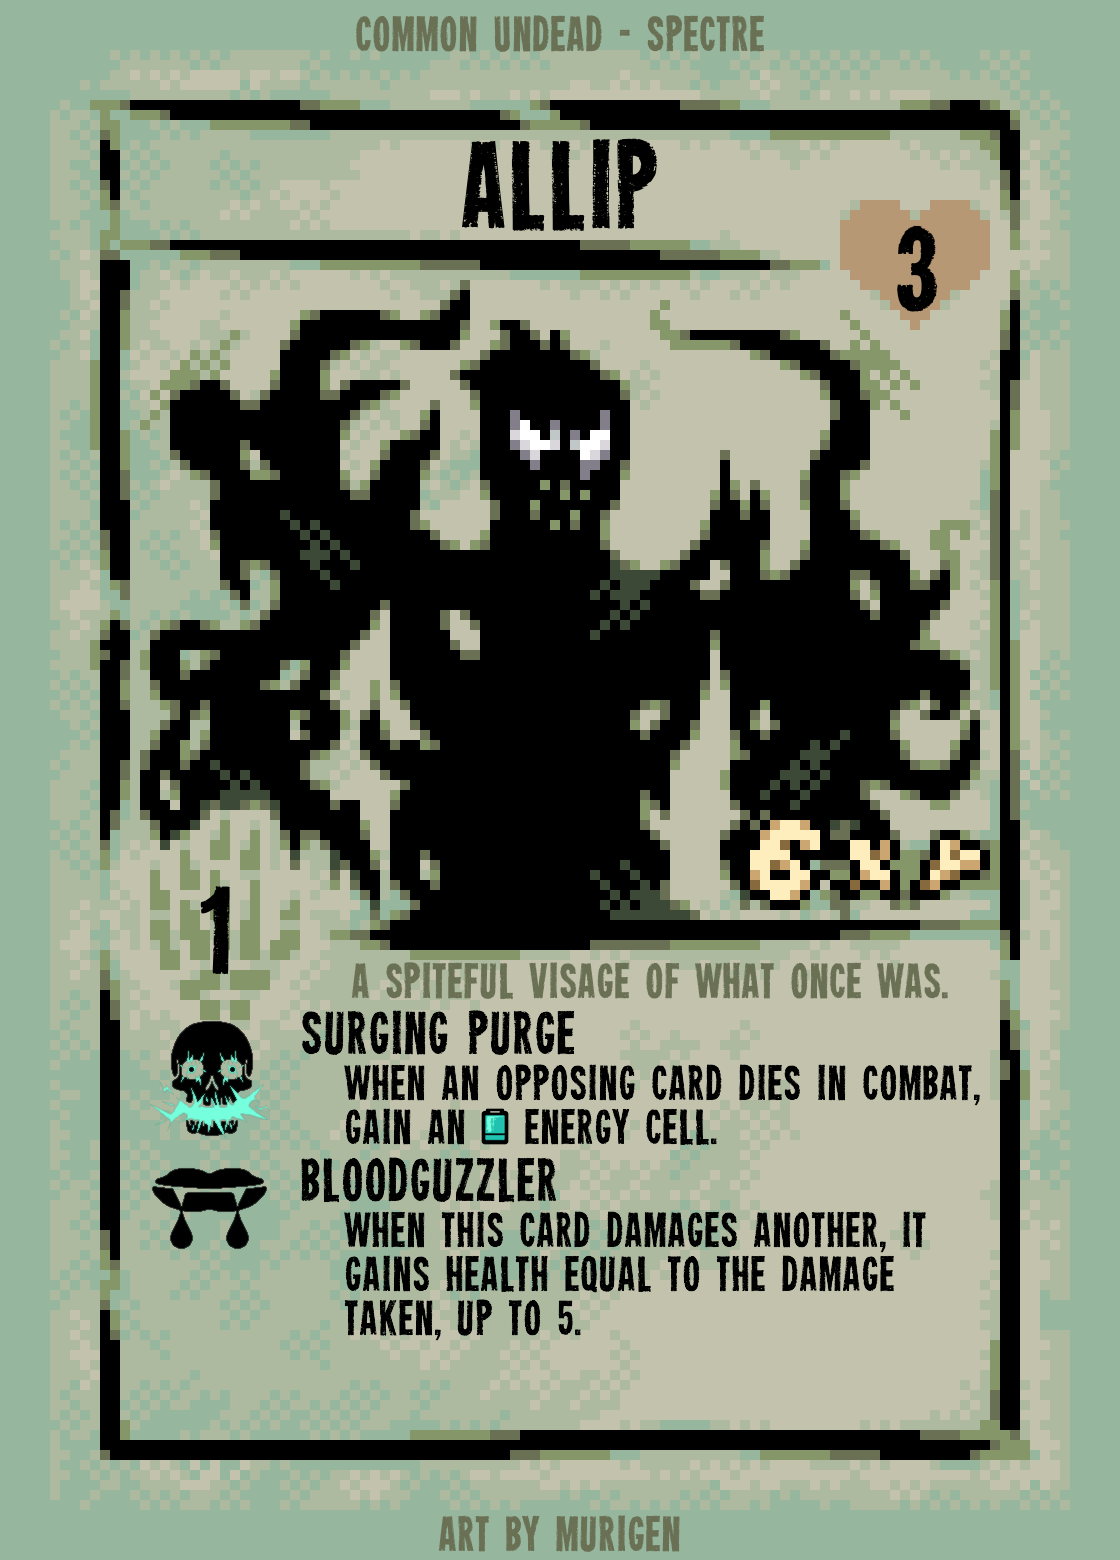 COMMON UNDEAD - SPECTRE
ALLIP
3
6 X Y
1
A SPITEFUL VISAGE OF WHAT ONCE WAS.
SURGING PURGE
WHEN AN OPPOSING CARD DIES IN COMBAT,
GAIN AN ENERGY CELL.
BLOODGUZZLER
WHEN THIS CARD DAMAGES ANOTHER, IT
GAINS HEALTH EQUAL TO THE DAMAGE
TAKEN, UP TO 5.
ART BY MURIGEN